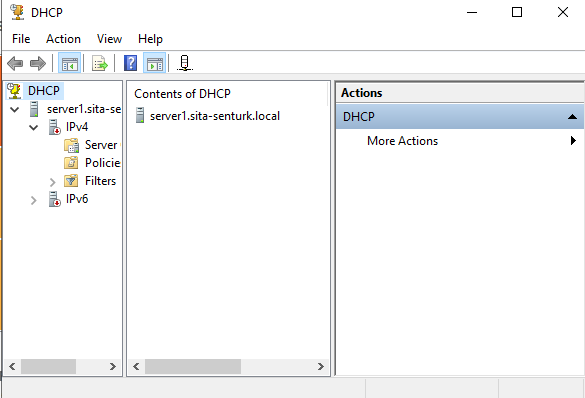 DHCP
File Action View Help
DHCP
server1.sita-se
IPv4
Server
Policie
Filters
IPv6
Contents of DHCP
server1.sita-senturk.local
Actions
DHCP
More Actions